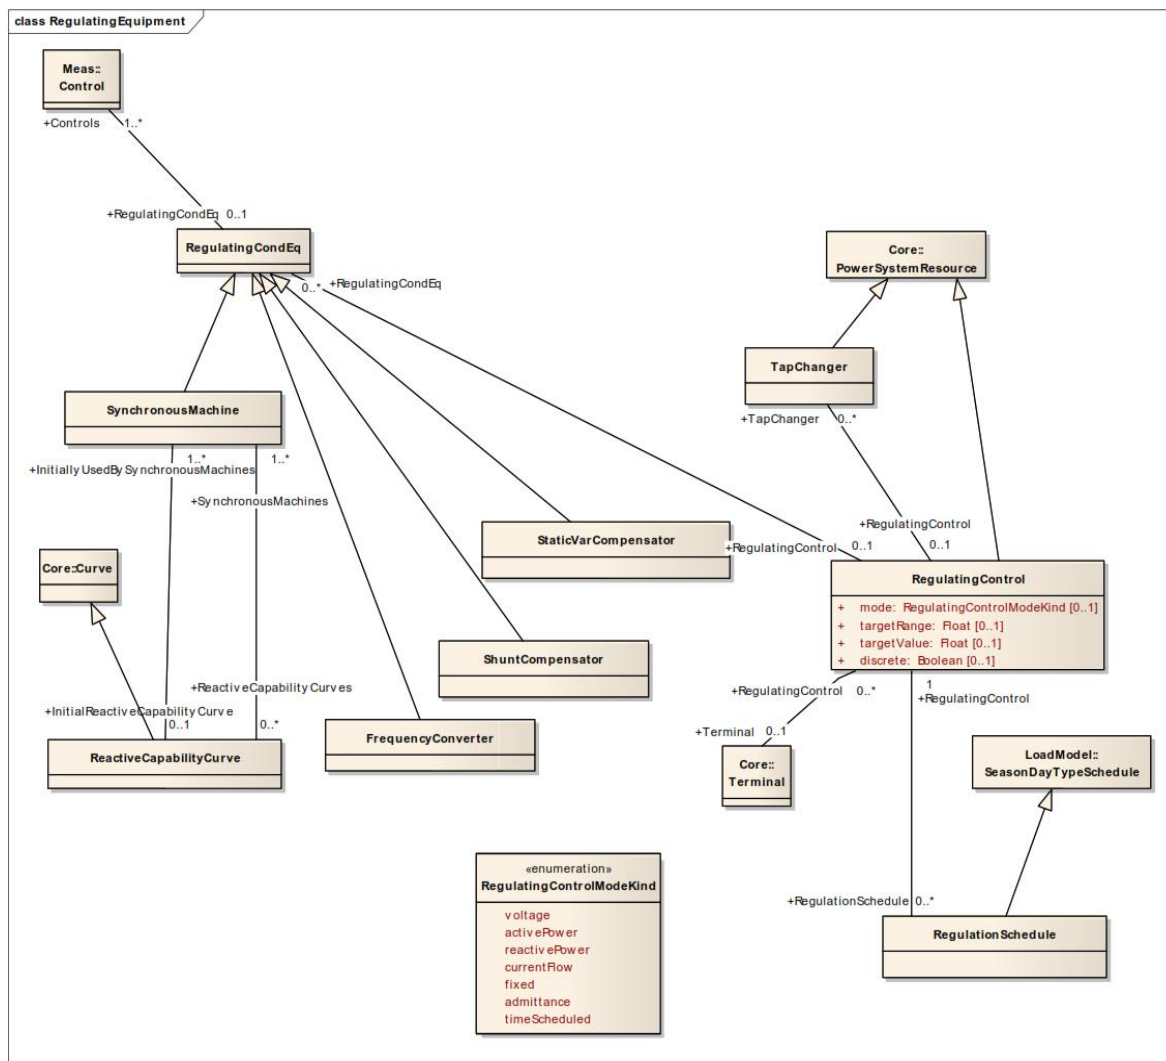 class RegulatingEquipment
Meas::
Control
+Controls 1..*
+RegulatingCondEq 0..1
RegulatingCondEq
0..* +RegulatingCondEq
Core::
PowerSystemResource
TapChanger
+TapChanger 0..*
SynchronousMachine
1..* 1..*
+InitiallyUsedBySynchronousMachines
+SynchronousMachines
StaticVarCompensator
+RegulatingControl
0..1
+RegulatingControl 0..1
Core::Curve
RegulatingControl
+ mode: RegulatingControlModeKind [0..1]
+ targetRange: Float [0..1]
+ targetValue: Float [0..1]
+ discrete: Boolean [0..1]
ShuntCompensator
+ReactiveCapabilityCurves
+InitialReactiveCapabilityCurve
0..1 0..*
ReactiveCapabilityCurve
FrequencyConverter
+RegulatingControl 0..*
1
+RegulatingControl
+Terminal 0..1
Core::
Terminal
LoadModel::
SeasonDayTypeSchedule
«enumeration»
RegulatingControlModeKind
voltage
activePower
reactivePower
currentFlow
fixed
admittance
timeScheduled
+RegulationSchedule 0..*
RegulationSchedule